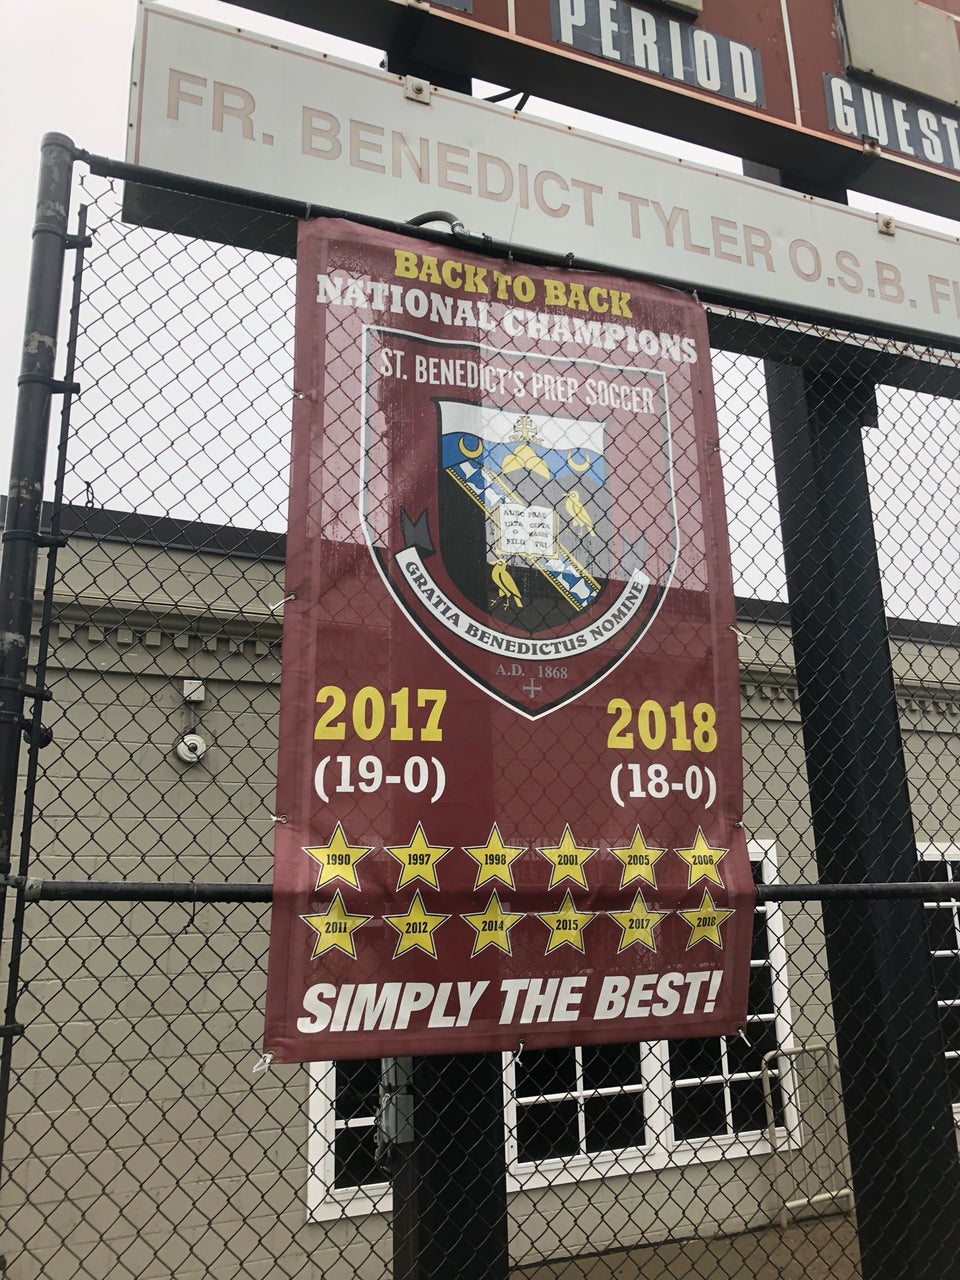 PERIOD
GUEST
FR. BENEDICT TYLER O.S.B.
BACK TO BACK
NATIONAL CHAMPIONS
ST. BENEDICT'S PREP SOCCER
GRATIA BENEDICTUS NOMINE
A.D. 1868
2017 2018
(19-0) (18-0)
1990 1997 1998 2001 2005 2006
2011 2012 2014 2015 2017 2018
SIMPLY THE BEST!